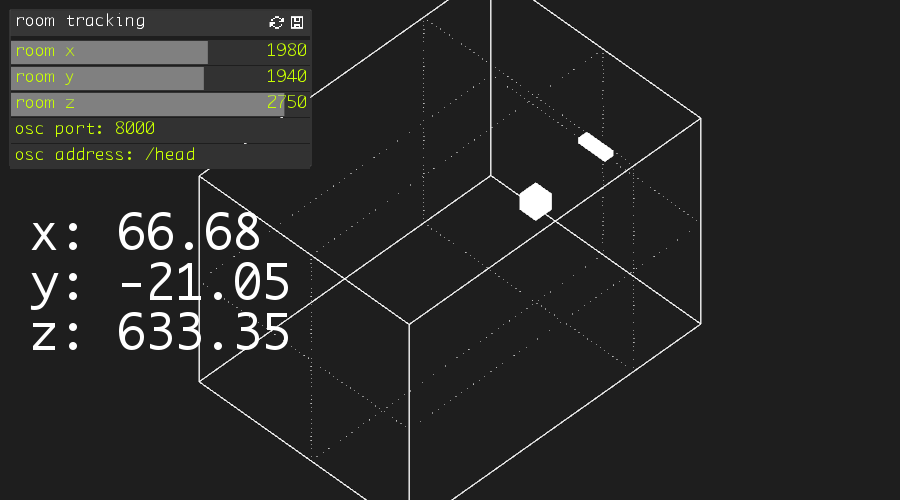 room tracking
room x 1980
room y 1940
room z 2750
osc port: 8000
osc address: /head
x: 66.68
y: -21.05
z: 633.35